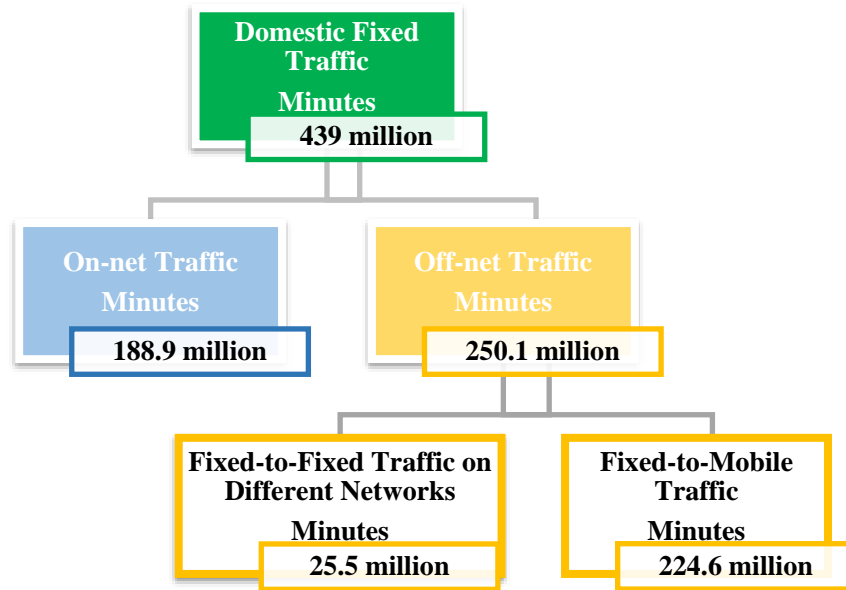 Domestic Fixed
Traffic
Minutes
439 million
On-net Traffic
Minutes
188.9 million
Off-net Traffic
Minutes
250.1 million
Fixed-to-Fixed Traffic on
Different Networks
Minutes
25.5 million
Fixed-to-Mobile
Traffic
Minutes
224.6 million